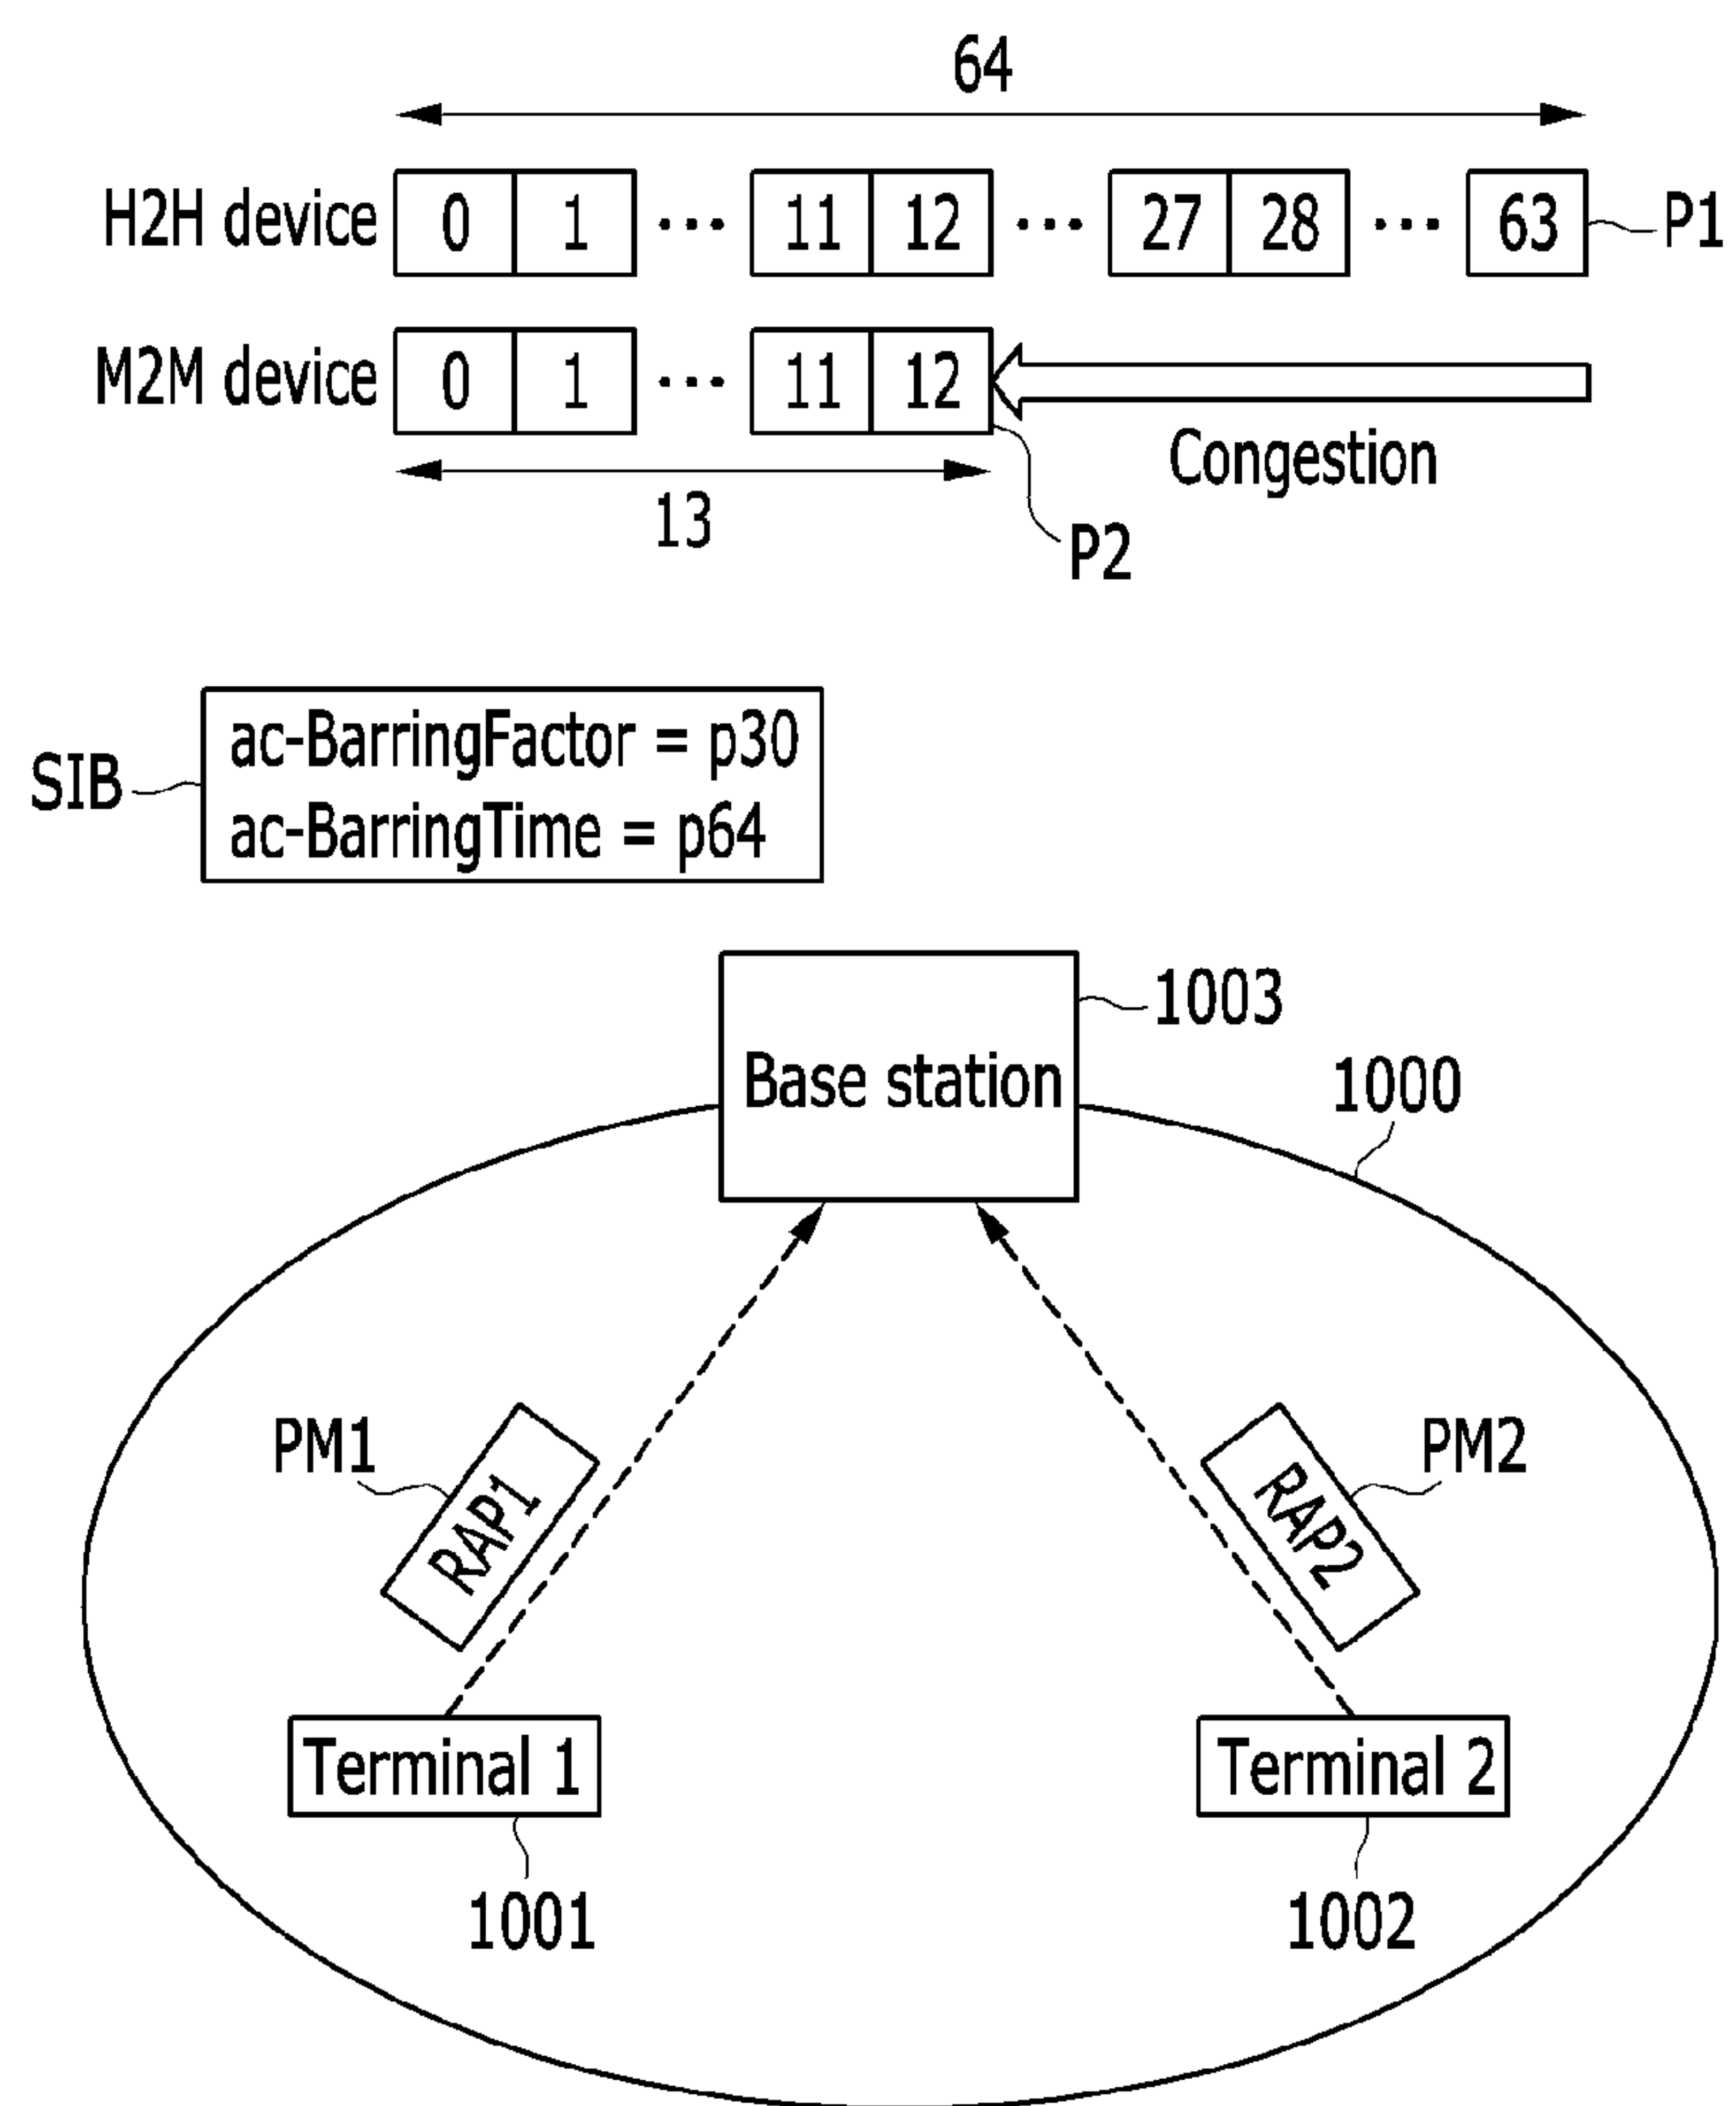 64
H2H device 0 1 ... 11 12 ... 27 28 ... 63 P1
M2M device 0 1 ... 11 12
Congestion
13
P2
SIB
ac-BarringFactor = p30
ac-BarringTime = p64
Base station
1003
1000
PM1
RAP1
RAP2
PM2
Terminal 1
Terminal 2
1001
1002